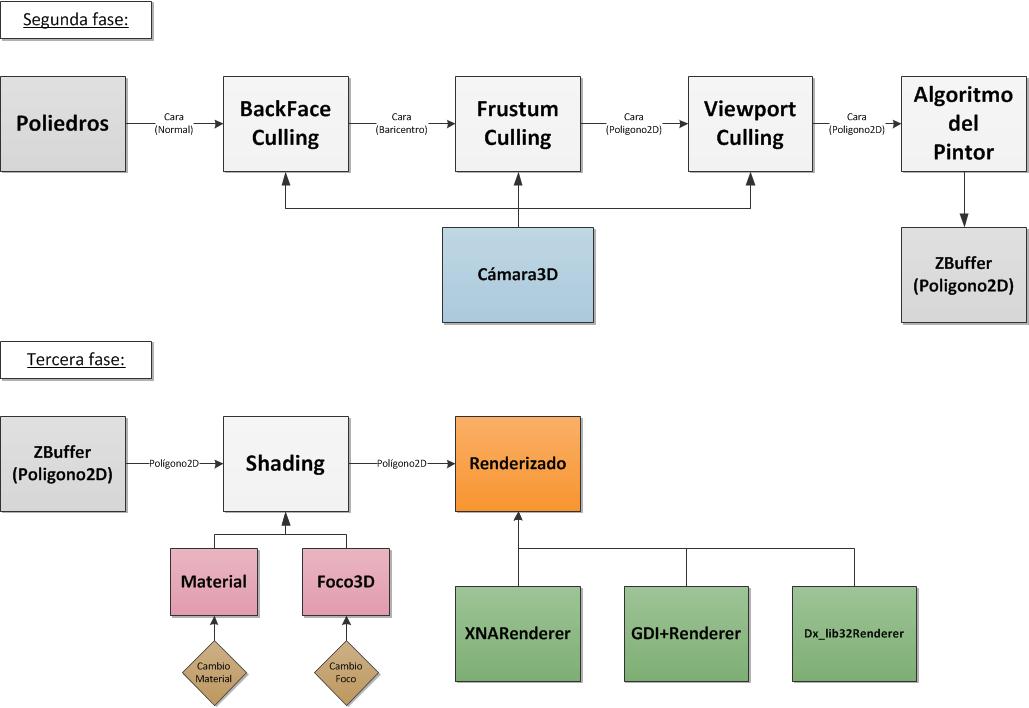 Segunda fase:
Poliedros
Cara
(Normal)
BackFace
Culling
Cara
(Baricentro)
Frustum
Culling
Cara
(Poligono2D)
Viewport
Culling
Cara
(Poligono2D)
Algoritmo
del
Pintor
Cámara3D
ZBuffer
(Poligono2D)
Tercera fase:
ZBuffer
(Poligono2D)
Polígono2D
Shading
Polígono2D
Renderizado
Material
Foco3D
XNARenderer
GDI+Renderer
Dx_lib32Renderer
Cambio
Material
Cambio
Foco